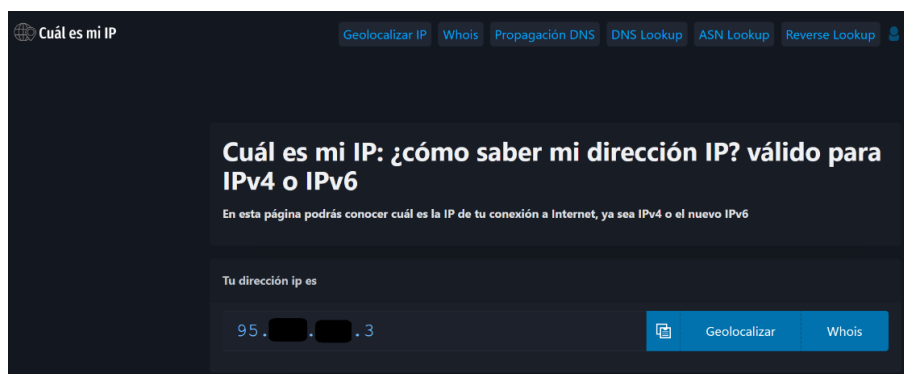 Cuál es mi IP
Geolocalizar IP Whois Propagación DNS DNS Lookup ASN Lookup Reverse Lookup
Cuál es mi IP: ¿cómo saber mi dirección IP? válido para
IPv4 o IPv6
En esta página podrás conocer cuál es la IP de tu conexión a Internet, ya sea IPv4 o el nuevo IPv6
Tu dirección ip es
95. . .3
Geolocalizar Whois